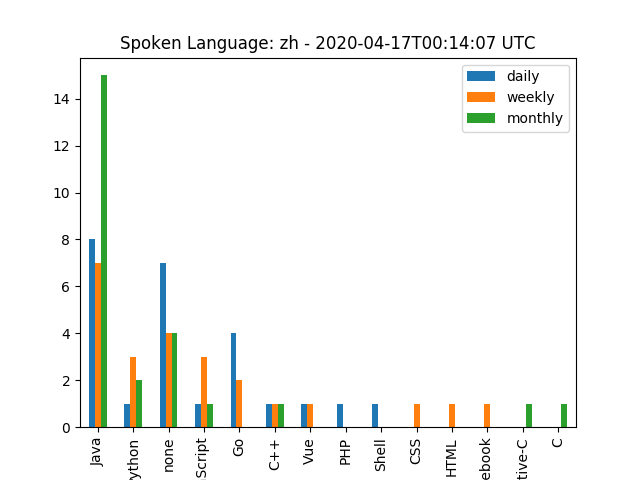 Spoken Language: zh - 2020-04-17T00:14:07 UTC
daily
weekly
monthly
14
12
10
8
6
4
2
0
Java
ython
none
Script
Go
C++
Vue
PHP
Shell
CSS
HTML
ebook
tive-C
C